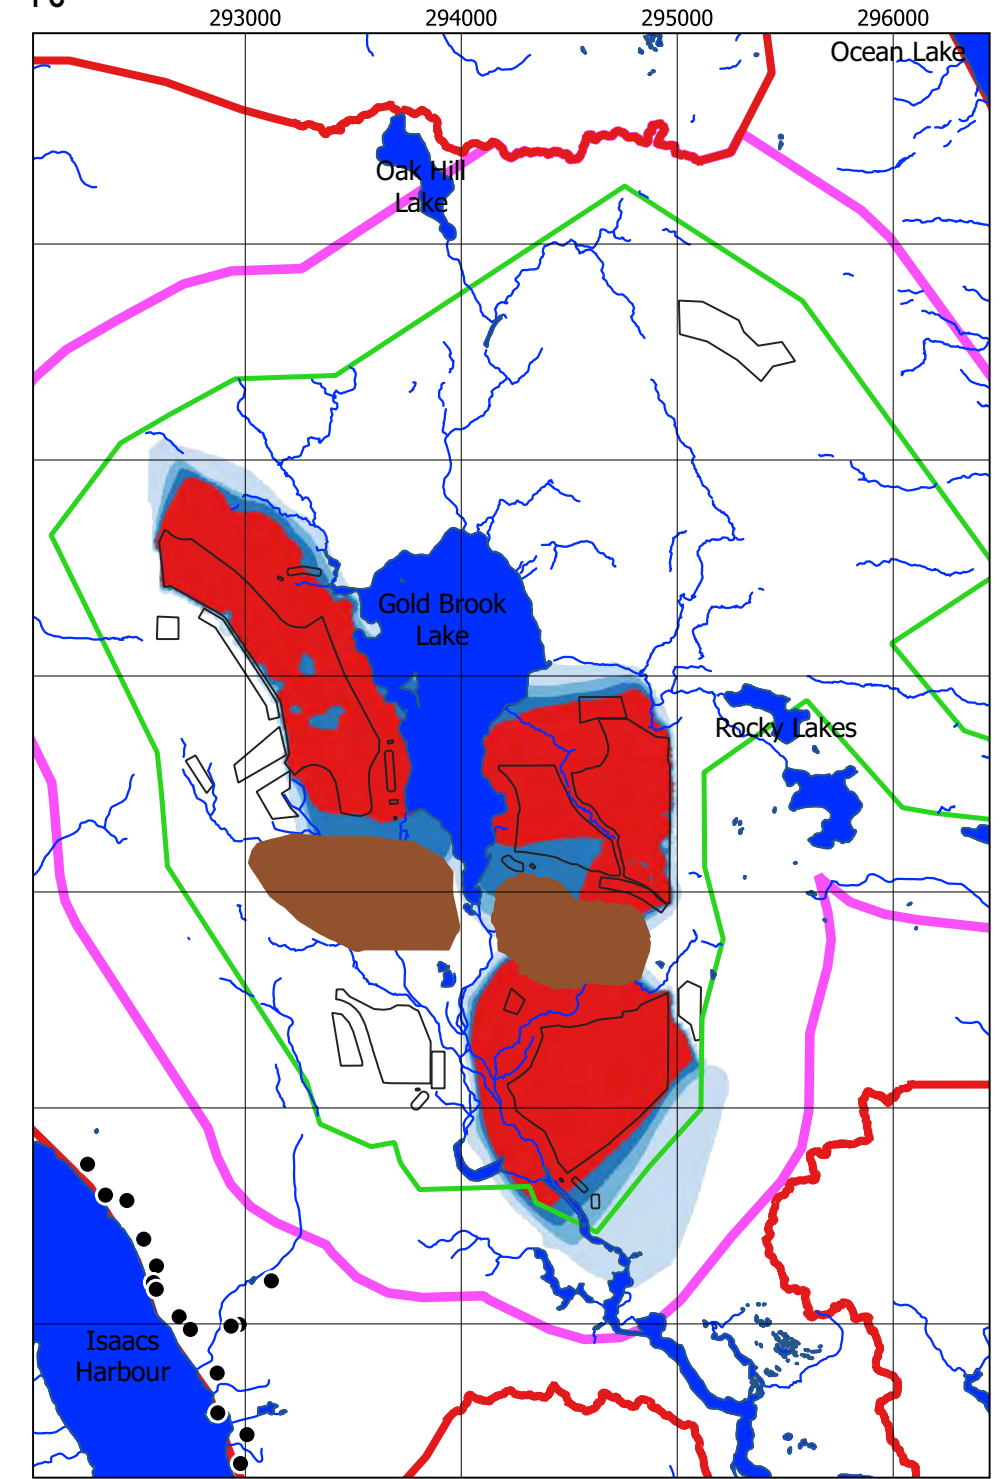 293000 294000 295000 296000
Ocean Lake
Oak Hill
Lake
Gold Brook
Lake
Rocky Lakes
Isaacs
Harbour